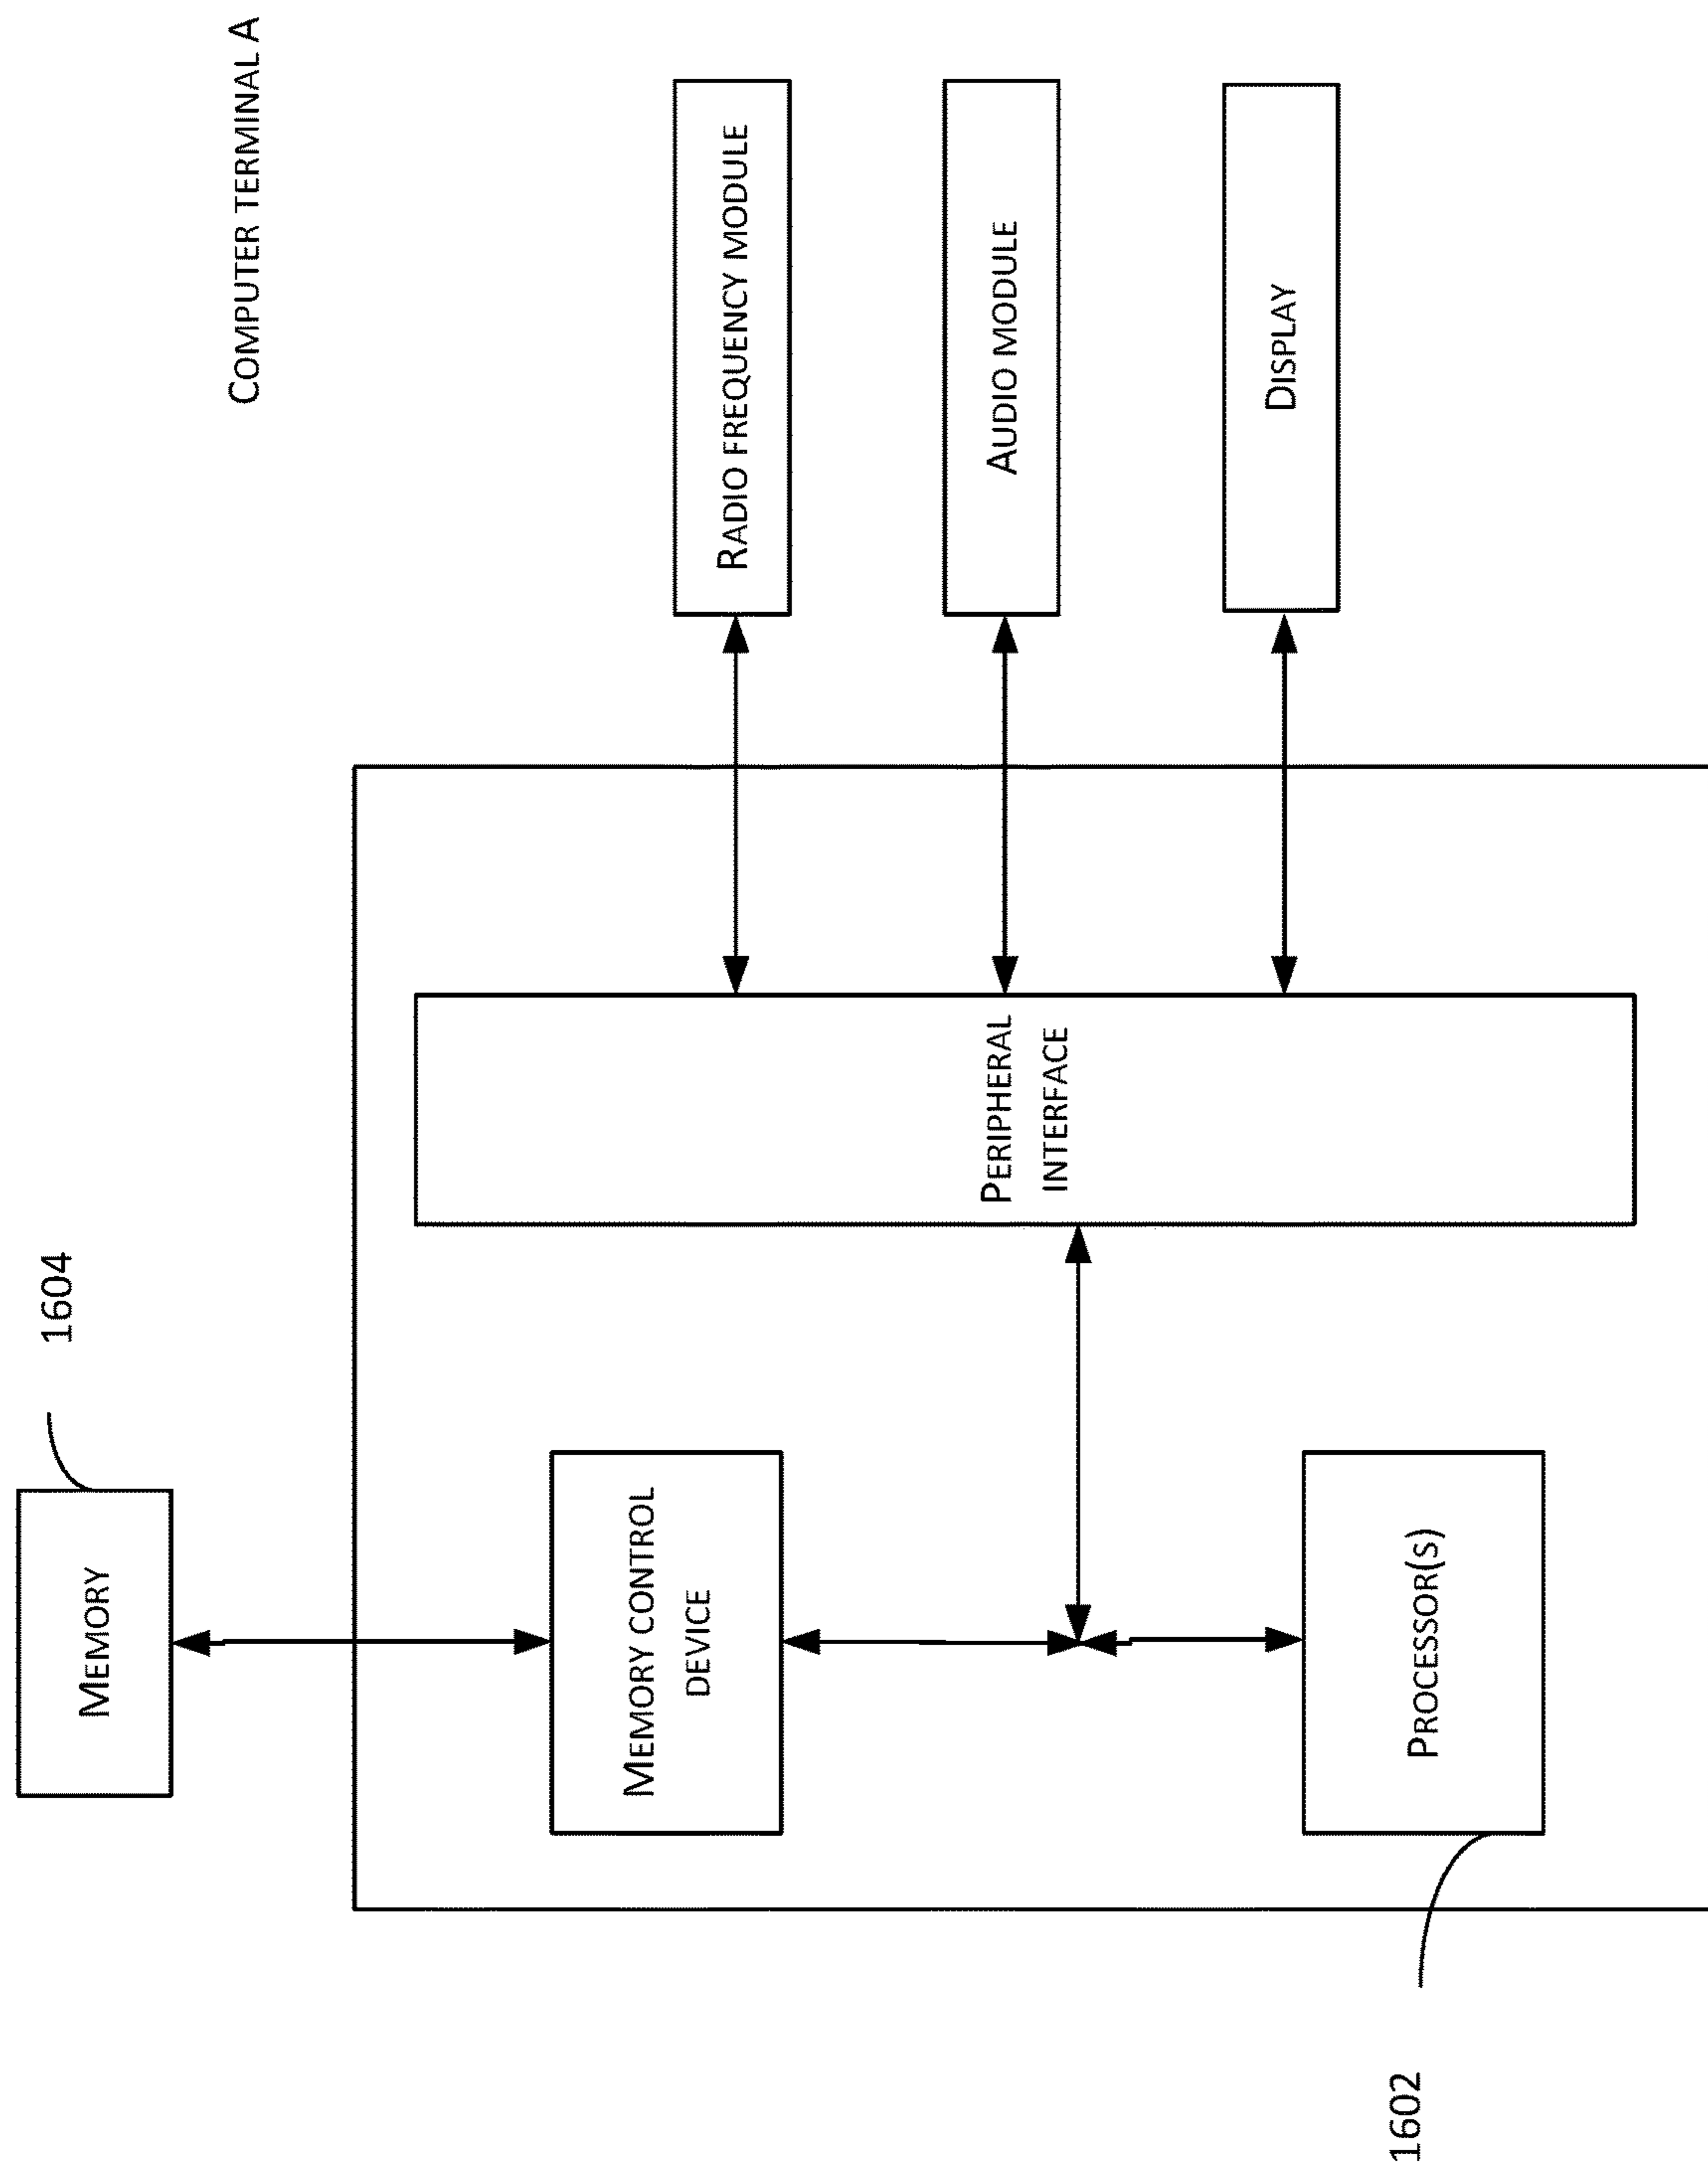 COMPUTER TERMINAL A
1604
MEMORY
MEMORY CONTROL
DEVICE
PERIPHERAL
INTERFACE
RADIO FREQUENCY MODULE
AUDIO MODULE
DISPLAY
PROCESSOR(S)
1602